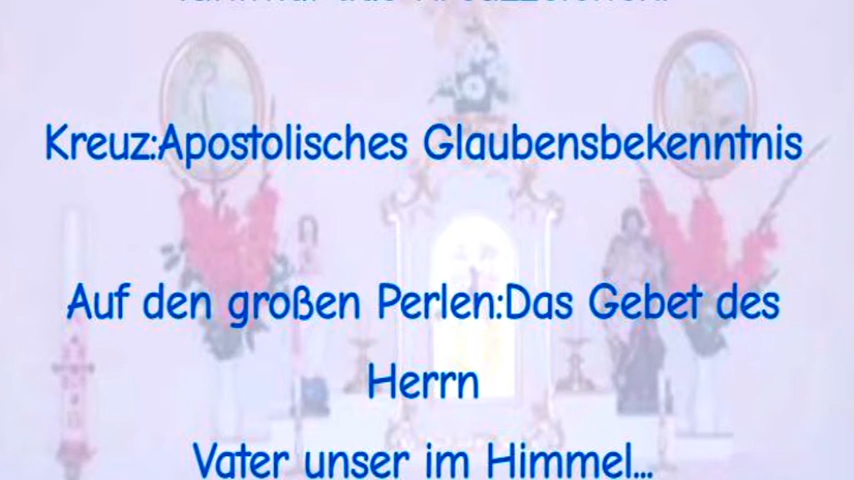 Kreuz:Apostolisches Glaubensbekenntnis
Auf den großen Perlen:Das Gebet des
Herrn
Vater unser im Himmel...